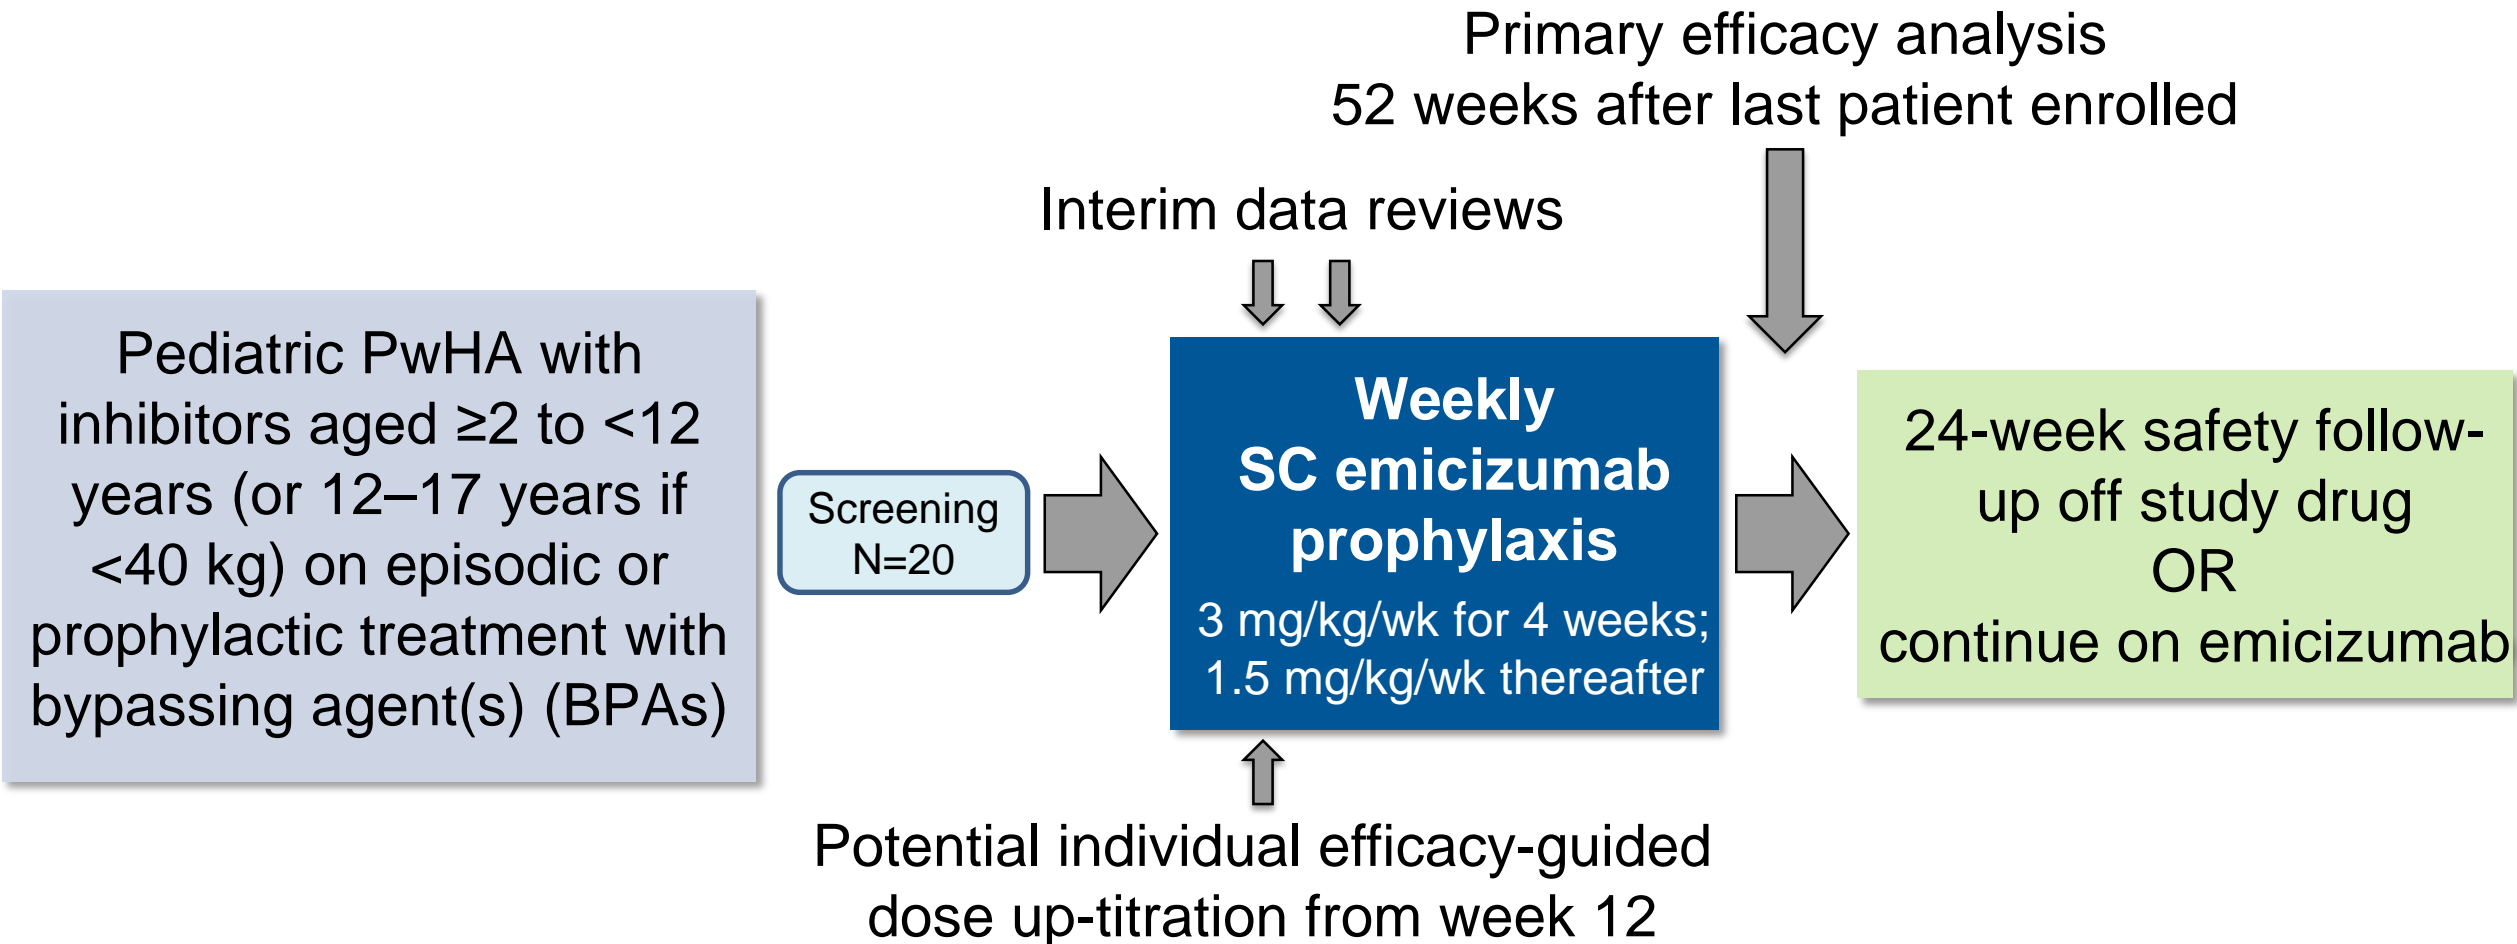 Primary efficacy analysis
52 weeks after last patient enrolled
Interim data reviews
Pediatric PwHA with
inhibitors aged ≥2 to <12
years (or 12–17 years if
<40 kg) on episodic or
prophylactic treatment with
bypassing agent(s) (BPAs)
Screening
N=20
Weekly
SC emicizumab
prophylaxis
3 mg/kg/wk for 4 weeks;
1.5 mg/kg/wk thereafter
24-week safety follow-
up off study drug
OR
continue on emicizumab
Potential individual efficacy-guided
dose up-titration from week 12